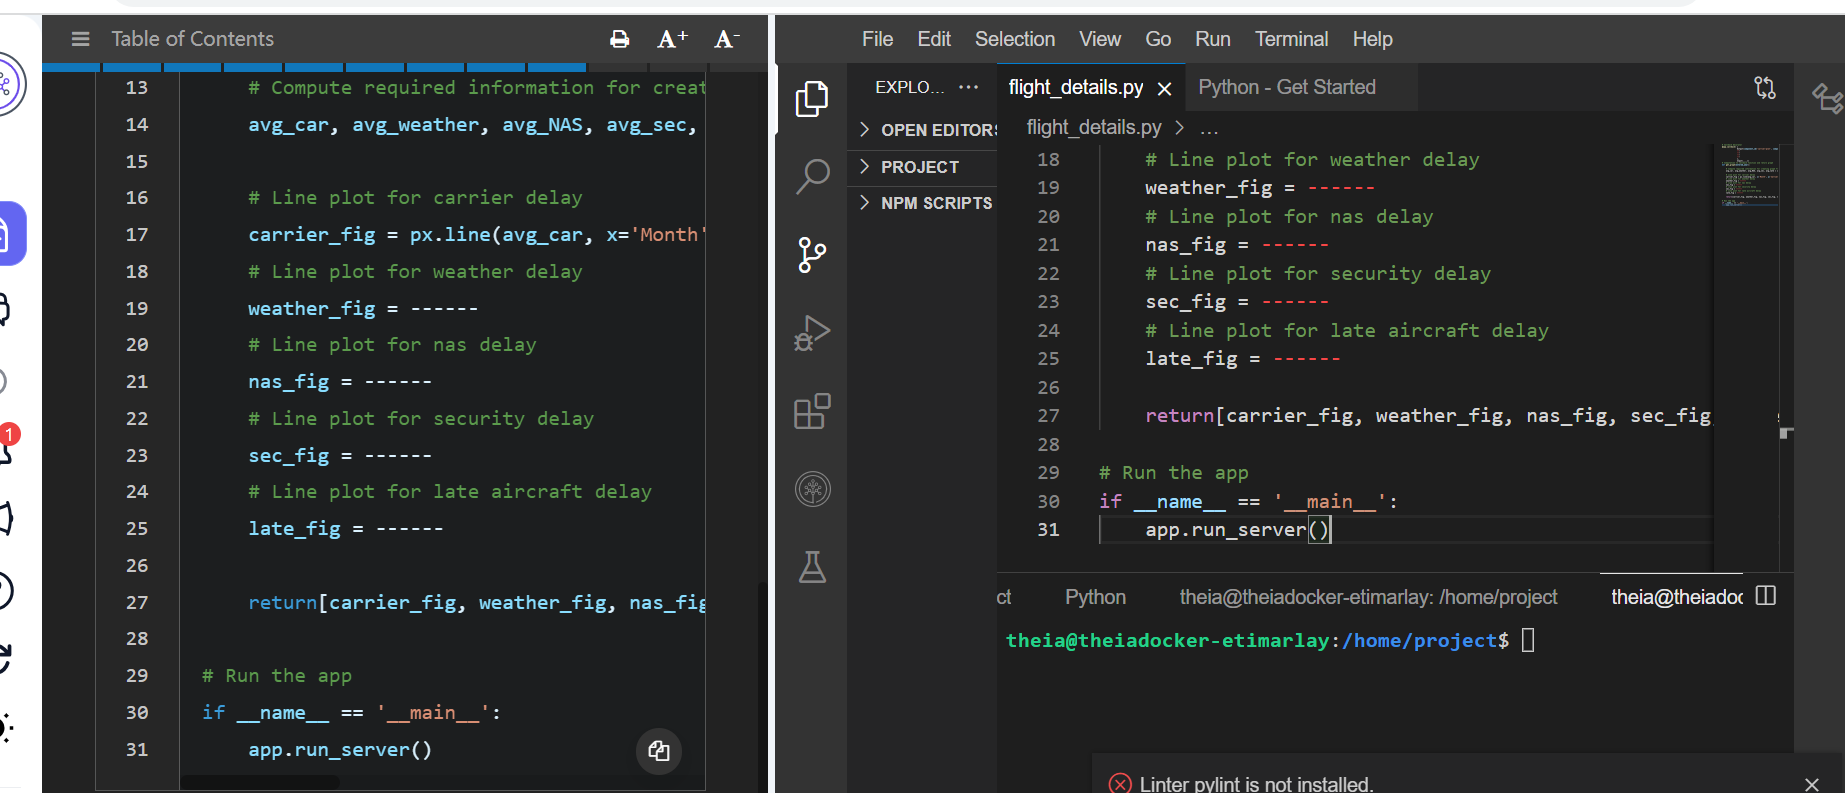 Table of Contents
A+ A-
13 # Compute required information for creat
14 avg_car, avg_weather, avg_NAS, avg_sec,
15
16 # Line plot for carrier delay
17 carrier_fig = px.line(avg_car, x='Month'
18 # Line plot for weather delay
19 weather_fig = ------
20 # Line plot for nas delay
21 nas_fig = ------
22 # Line plot for security delay
23 sec_fig = ------
24 # Line plot for late aircraft delay
25 late_fig = ------
26
27 return[carrier_fig, weather_fig, nas_fig
28
29 # Run the app
30 if __name__ == '__main__':
31 app.run_server()
1
File Edit Selection View Go Run Terminal Help
EXPLO... ···
OPEN EDITORS
PROJECT
NPM SCRIPTS
flight_details.py × Python - Get Started
flight_details.py > ...
18 # Line plot for weather delay
19 weather_fig = ------
20 # Line plot for nas delay
21 nas_fig = ------
22 # Line plot for security delay
23 sec_fig = ------
24 # Line plot for late aircraft delay
25 late_fig = ------
26
27 return[carrier_fig, weather_fig, nas_fig, sec_fig
28
29 # Run the app
30 if __name__ == '__main__':
31 app.run_server()
ct Python theia@theiadocker-etimarlay: /home/project theia@theiadoc
theia@theiadocker-etimarlay:/home/project$
Linter pylint is not installed.